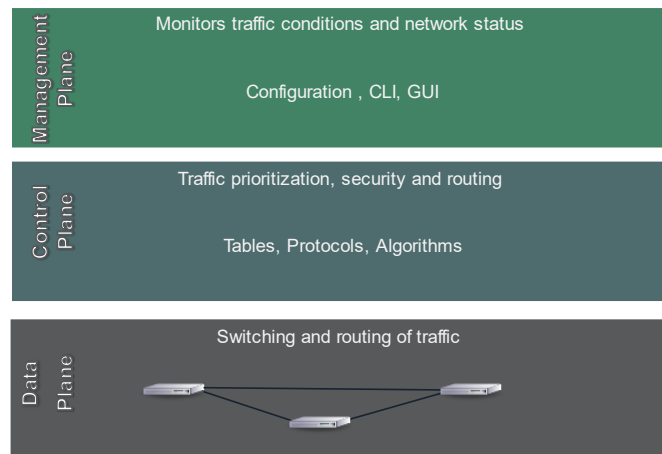 Management
Plane
Monitors traffic conditions and network status
Configuration , CLI, GUI
Control
Plane
Traffic prioritization, security and routing
Tables, Protocols, Algorithms
Data
Plane
Switching and routing of traffic